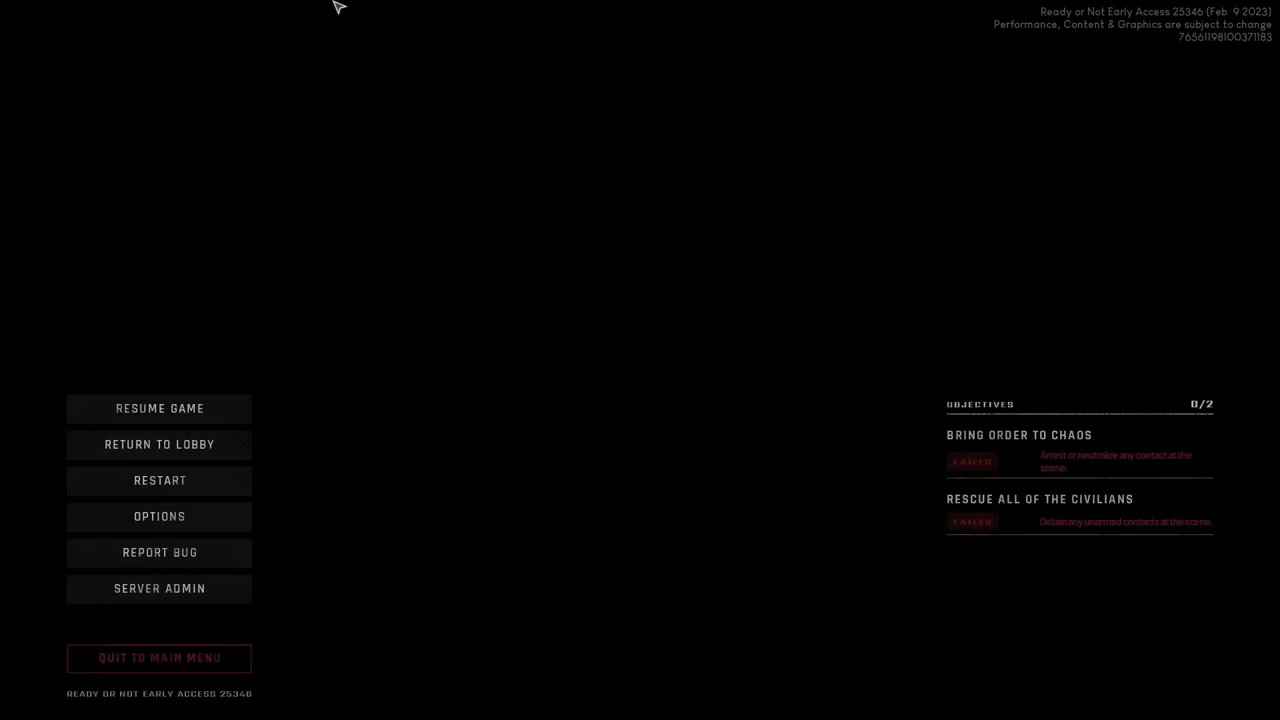 Ready or Not Early Access 25346 (Feb 9 2023)
Performance, Content & Graphics are subject to change
76561198100371183
RESUME GAME
RETURN TO LOBBY
RESTART
OPTIONS
REPORT BUG
SERVER ADMIN
QUIT TO MAIN MENU
READY OR NOT EARLY ACCESS 25346
OBJECTIVES 0/2
BRING ORDER TO CHAOS
FAILED Arrest or neutralize any contact at the
scene.
RESCUE ALL OF THE CIVILIANS
FAILED Detain any unarmed contacts at the scene.